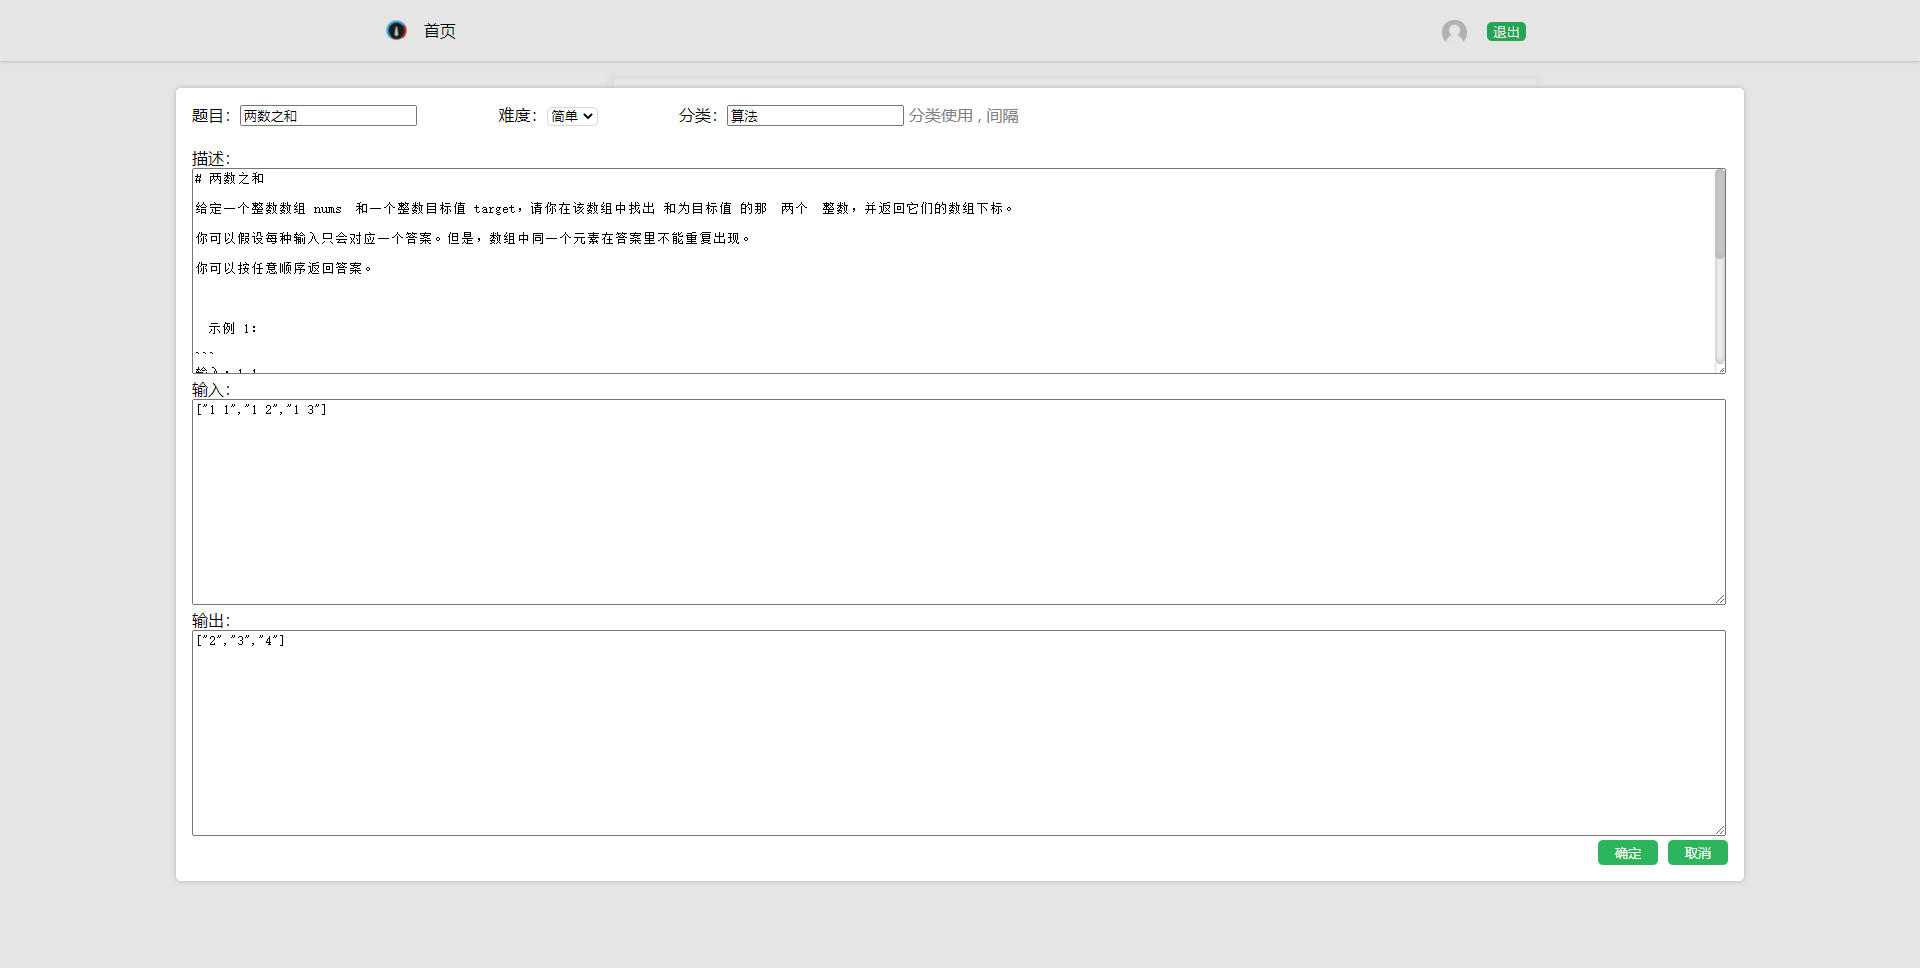 首页
退出
题目: 两数之和 难度: 简单 分类: 算法 分类使用 , 间隔
描述:
# 两数之和
给定一个整数数组 nums 和一个整数目标值 target，请你在该数组中找出 和为目标值 的那 两个 整数，并返回它们的数组下标。
你可以假设每种输入只会对应一个答案。但是，数组中同一个元素在答案里不能重复出现。
你可以按任意顺序返回答案。
示例 1:
```
输入：1 1
输入:
["1 1","1 2","1 3"]
输出:
["2","3","4"]
确定 取消